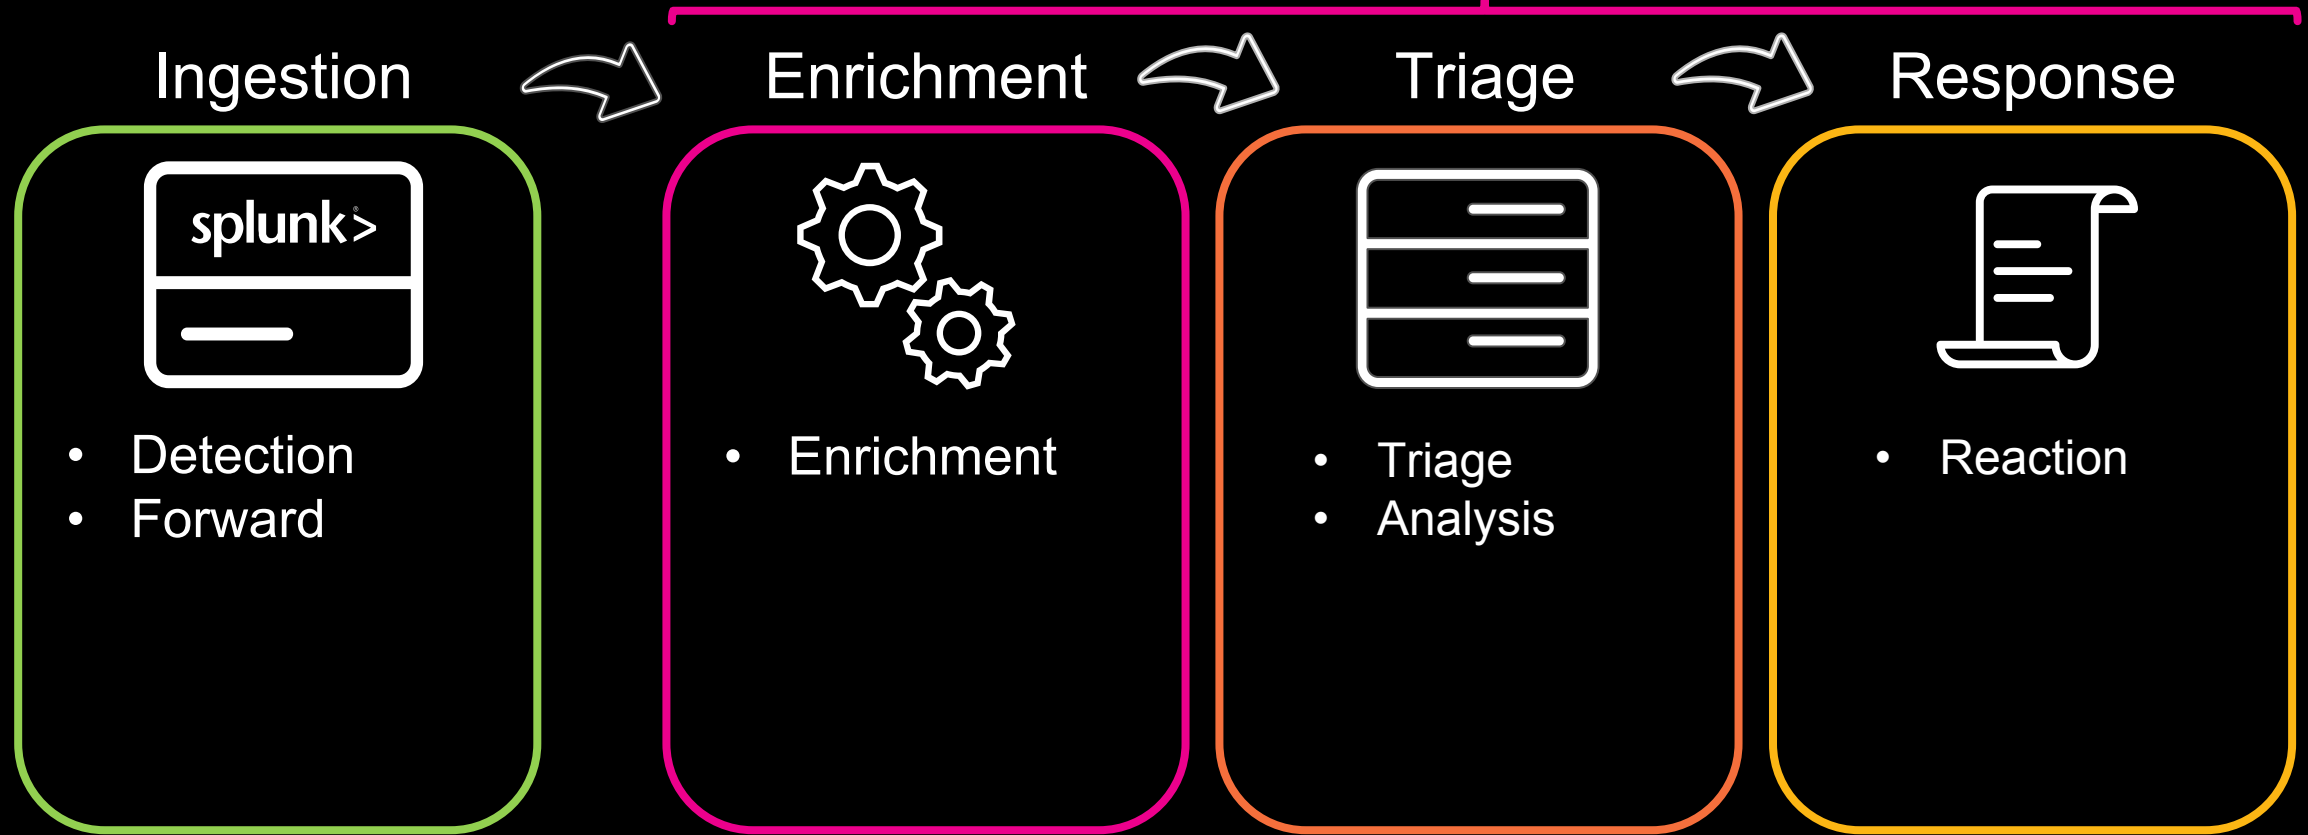 Ingestion
Enrichment
Triage
Response
splunk>®
• Detection
• Forward
• Enrichment
• Triage
• Analysis
• Reaction